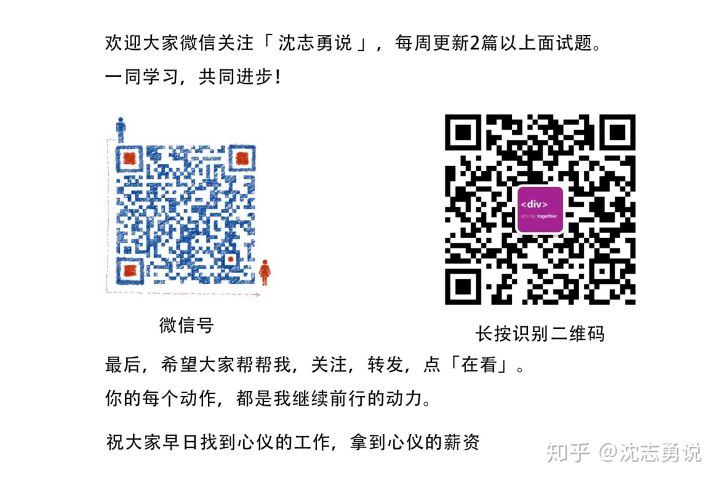 欢迎大家微信关注「 沈志勇说 」，每周更新2篇以上面试题。
一同学习，共同进步！
<div>
let's be together
微信号
长按识别二维码
最后，希望大家帮帮我，关注，转发，点「在看」。
你的每个动作，都是我继续前行的动力。
祝大家早日找到心仪的工作，拿到心仪的薪资
知乎 @沈志勇说